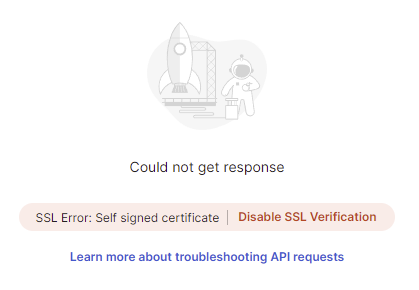 Could not get response
SSL Error: Self signed certificate | Disable SSL Verification
Learn more about troubleshooting API requests